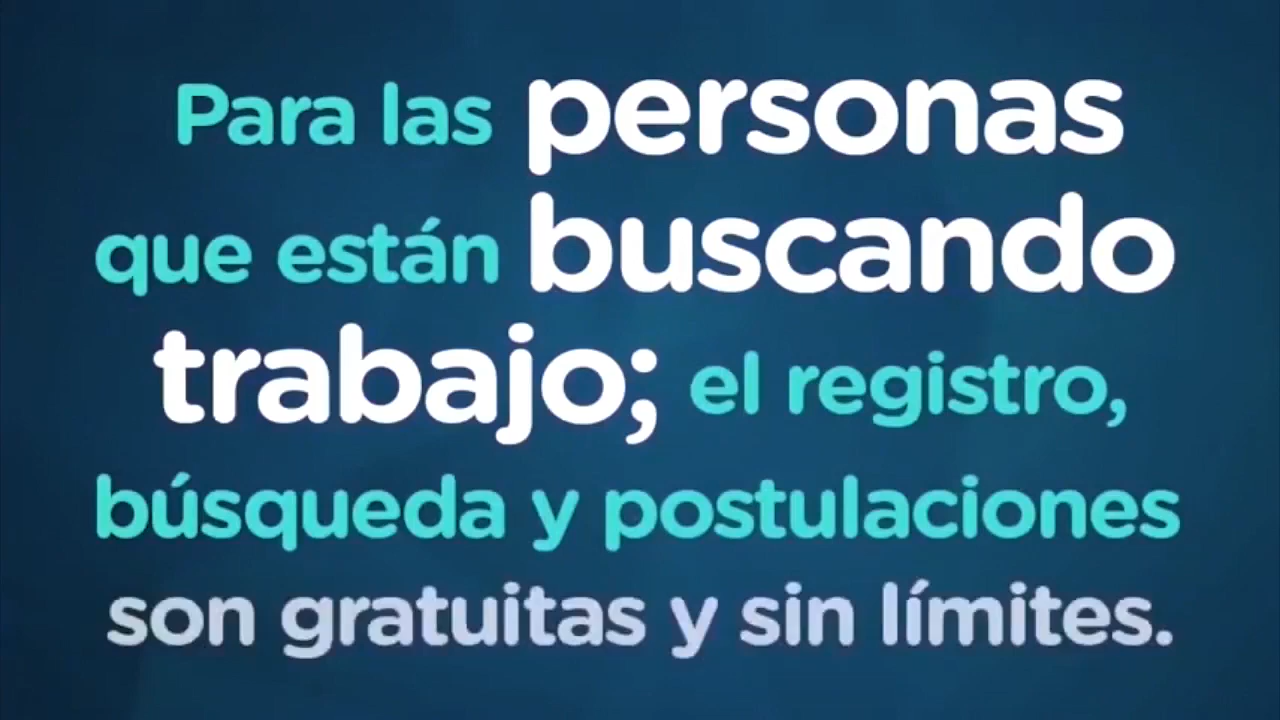 Para las personas
que están buscando
trabajo; el registro,
búsqueda y postulaciones
son gratuitas y sin límites.